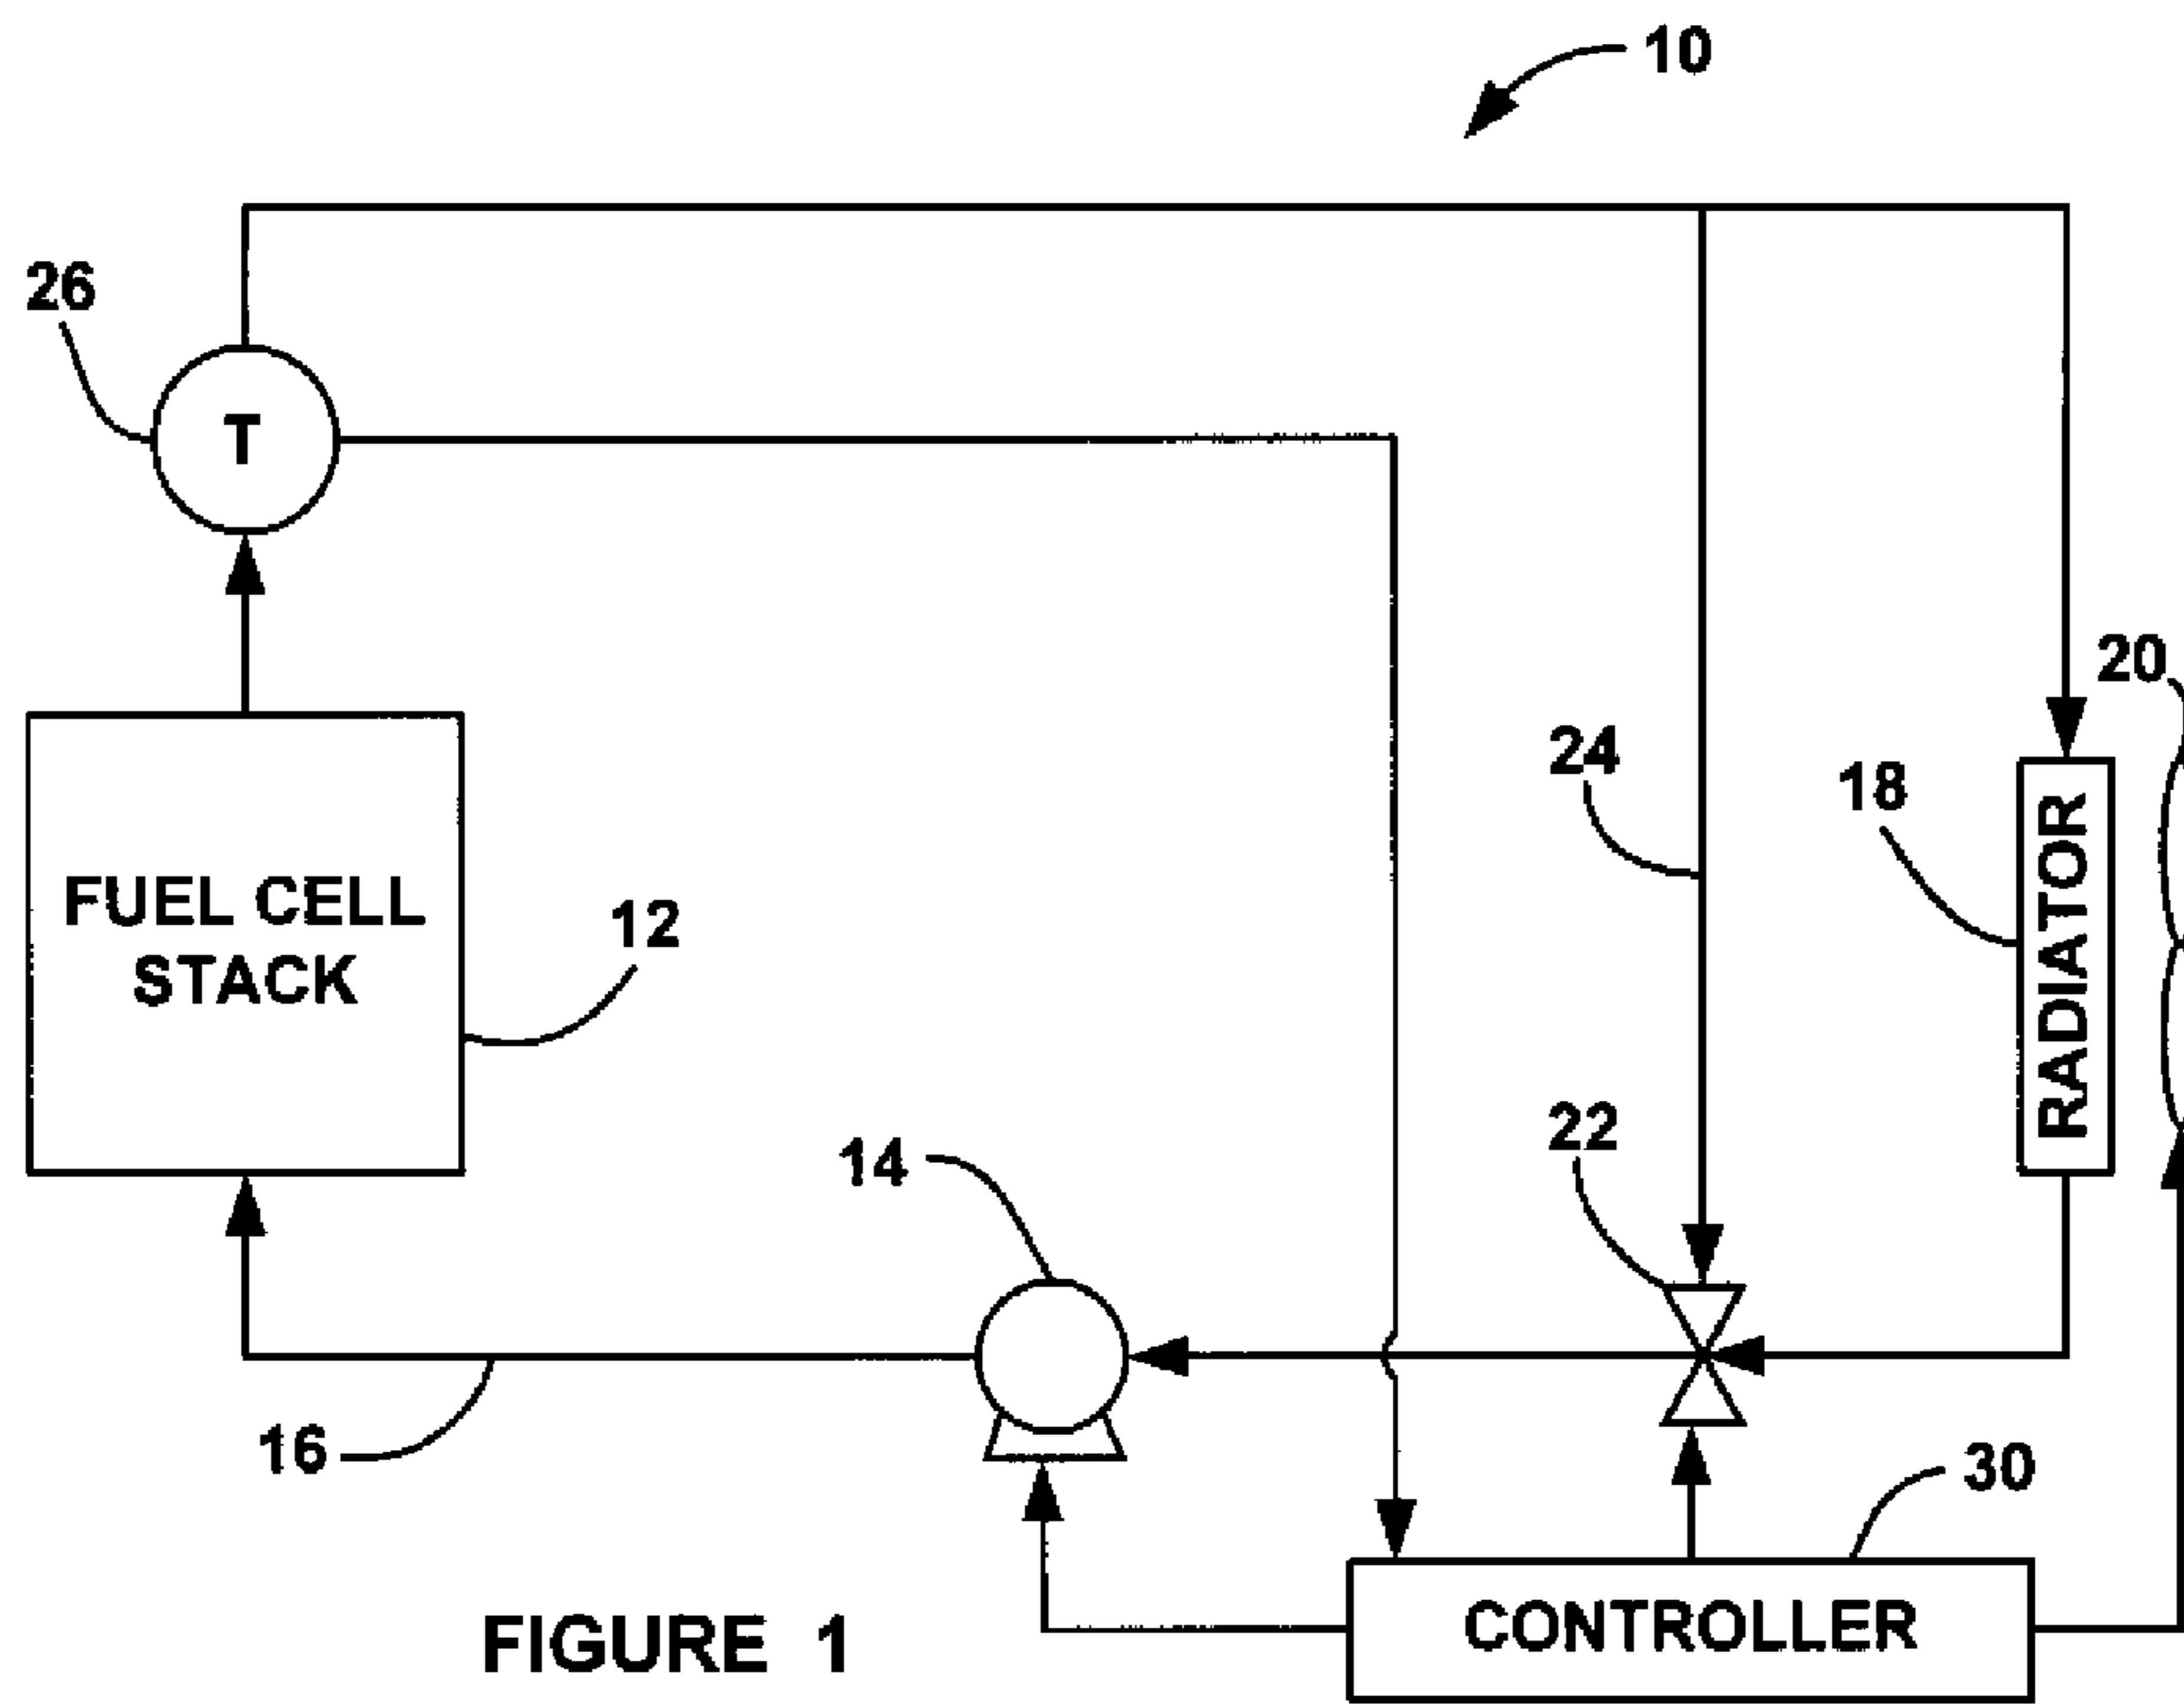 10
26
T
20
24
18
RADIATOR
FUEL CELL
STACK
12
22
14
16
30
CONTROLLER
FIGURE 1